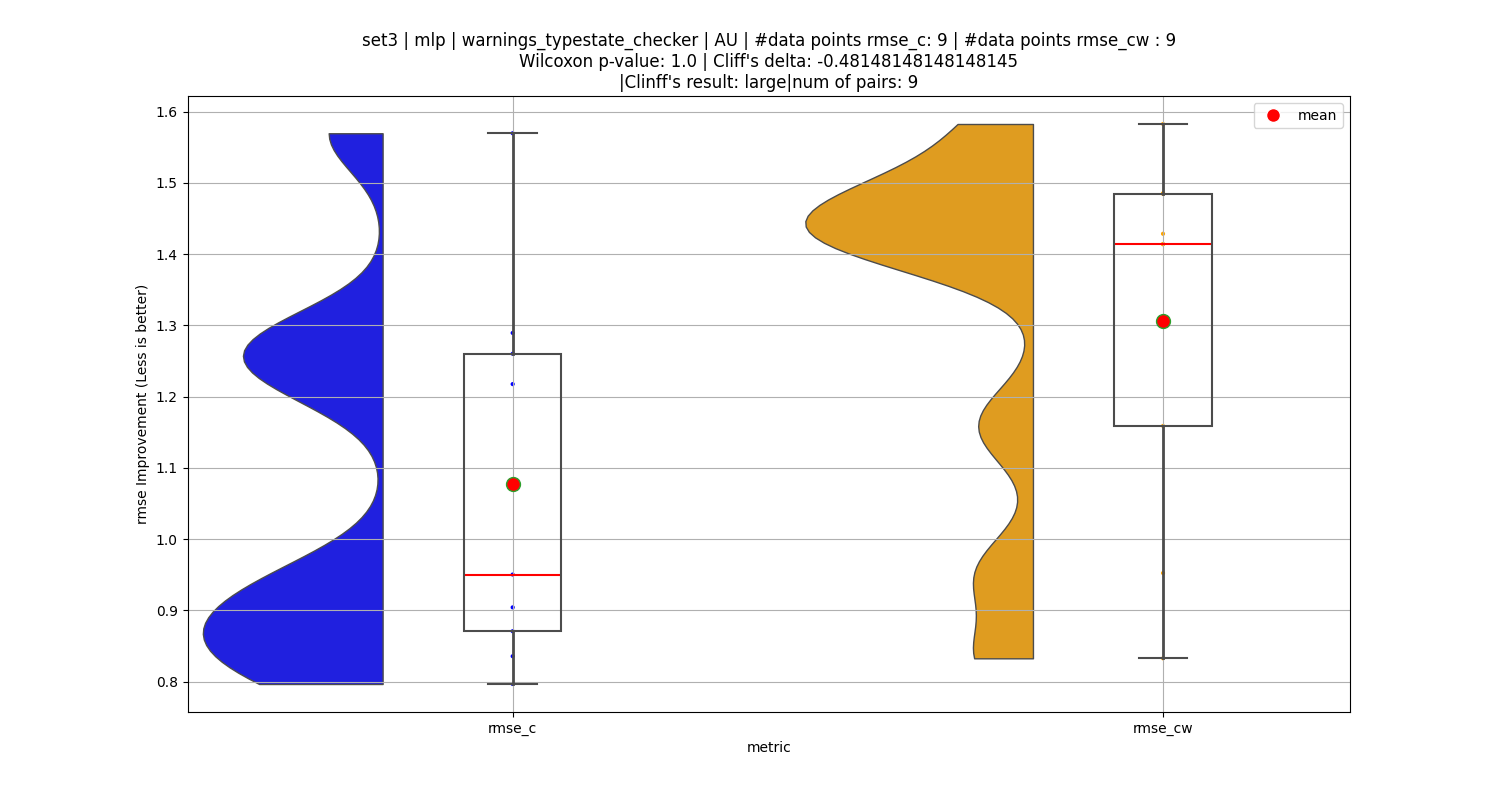 set3 | mlp | warnings_typestate_checker | AU | #data points rmse_c: 9 | #data points rmse_cw : 9
Wilcoxon p-value: 1.0 | Cliff's delta: -0.48148148148148145
|Clinff's result: large|num of pairs: 9
mean
1.6
1.5
1.4
1.3
1.2
1.1
1.0
0.9
0.8
rmse Improvement (Less is better)
rmse_c
rmse_cw
metric